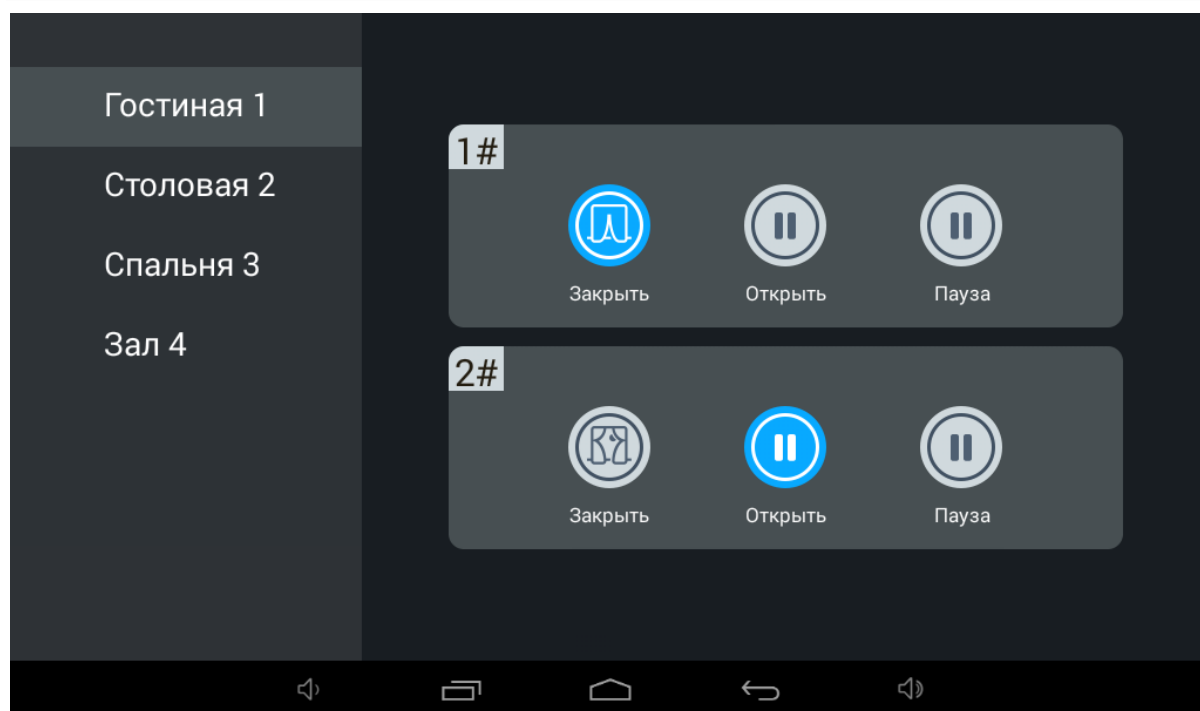 Гостиная 1
Столовая 2
Спальня 3
Зал 4
1#
Закрыть Открыть Пауза
2#
Закрыть Открыть Пауза